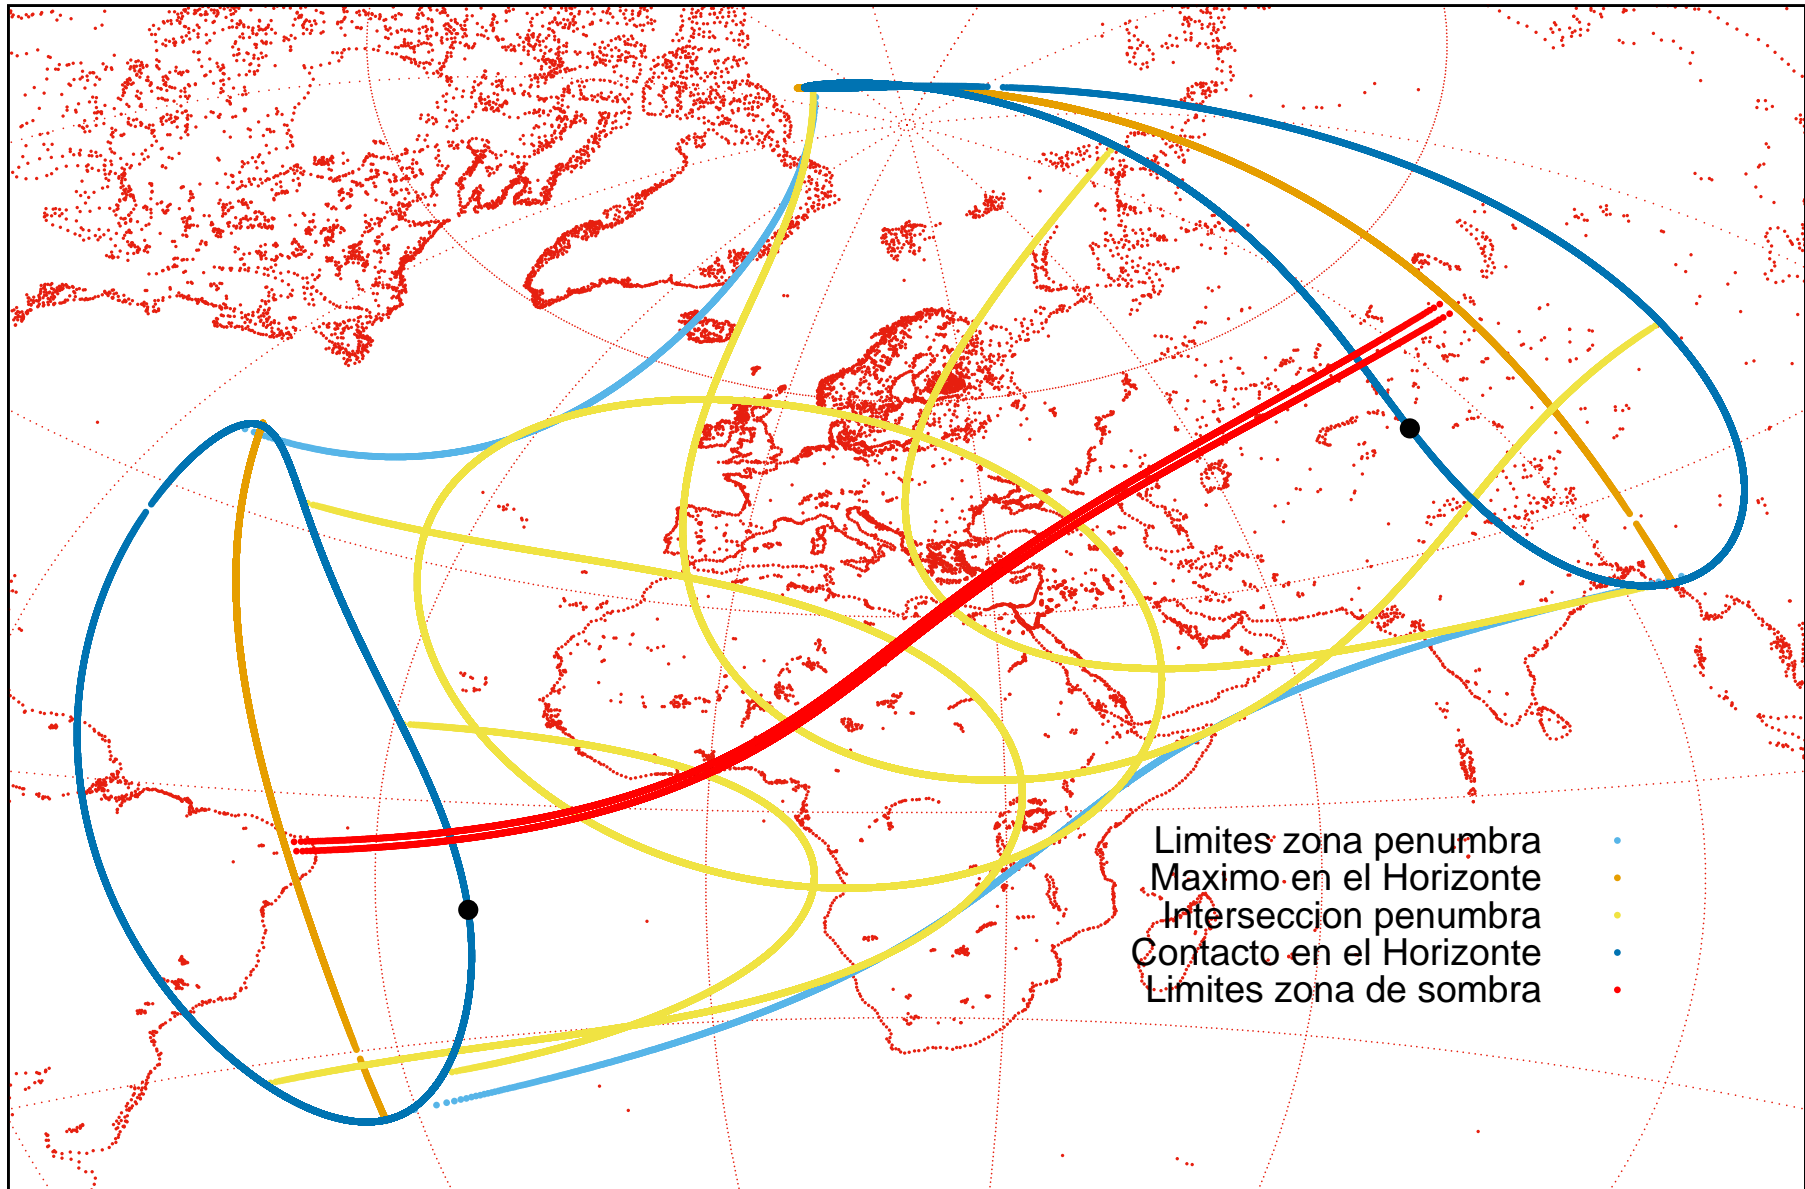 Limites zona penumbra
Maximo en el Horizonte
Interseccion penumbra
Contacto en el Horizonte
Limites zona de sombra